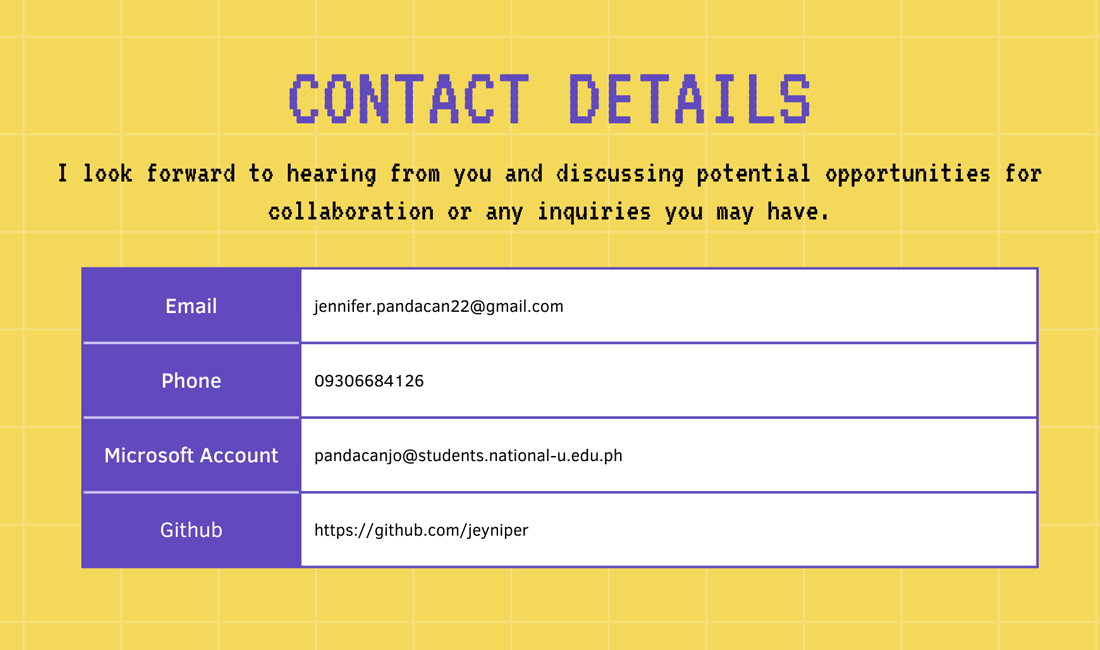 CONTACT DETAILS
I look forward to hearing from you and discussing potential opportunities for
collaboration or any inquiries you may have.
Email jennifer.pandacan22@gmail.com
Phone 09306684126
Microsoft Account pandacanjo@students.national-u.edu.ph
Github https://github.com/jeyniper